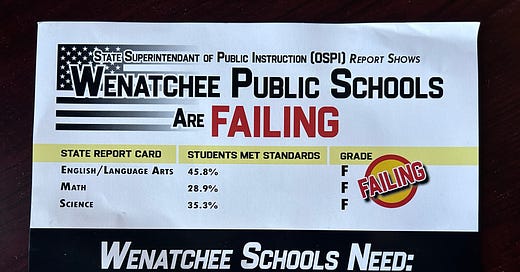 State Superintendant of Public Instruction (OSPI) Report Shows
Wenatchee Public Schools
Are FAILING
State Report Card Students Met Standards Grade
English/Language Arts 45.8% F
Math 28.9% F
Science 35.3% F
FAILING
Wenatchee Schools Need: